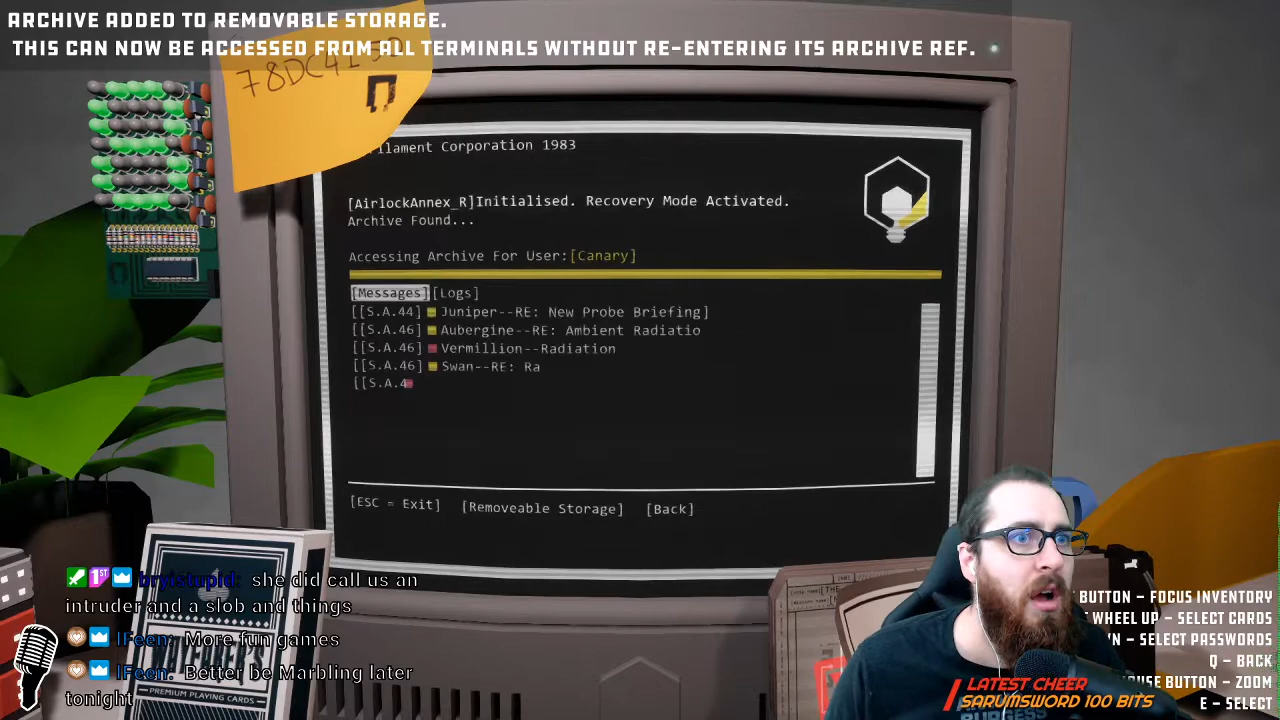 ARCHIVE ADDED TO REMOVABLE STORAGE.
THIS CAN NOW BE ACCESSED FROM ALL TERMINALS WITHOUT RE-ENTERING ITS ARCHIVE REF.
Corporation 1983
[AirlockAnnex_R]Initialised. Recovery Mode Activated.
Archive Found...
Accessing Archive For User:[Canary]
[Messages][Logs]
[[S.A.44] Juniper--RE: New Probe Briefing]
[[S.A.46] Aubergine--RE: Ambient Radiatio
[[S.A.46] Vermillion--Radiation
[[S.A.46] Swan--RE: Ra
[[S.A.4
[ESC = Exit] [Removeable Storage] [Back]
bryistupid: she did call us an
intruder and a slob and things
lFeen: More fun games
lFeen: Better be Marbling later
tonight
PREMIUM PLAYING CARDS
BUTTON – FOCUS INVENTORY
WHEEL UP – SELECT CARDS
– SELECT PASSWORDS
Q – BACK
BUTTON – ZOOM
E – SELECT
LATEST CHEER
SARUMSWORD 100 BITS
BURGESS